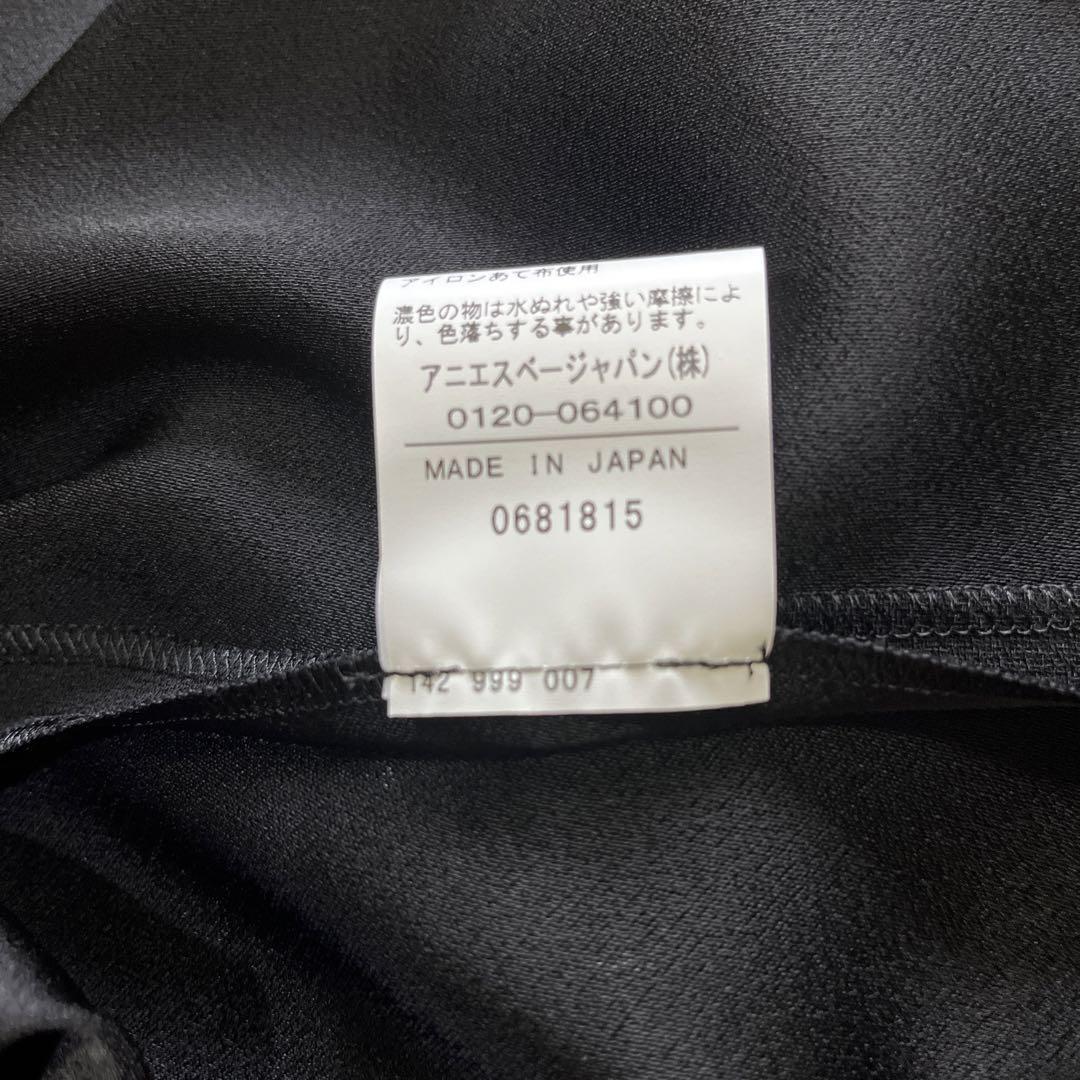 アイロンあて布使用
濃色の物は水ぬれや強い摩擦によ
り、色落ちする事があります。
アニエスベージャパン(株)
0120-064100
MADE IN JAPAN
0681815
142 999 007